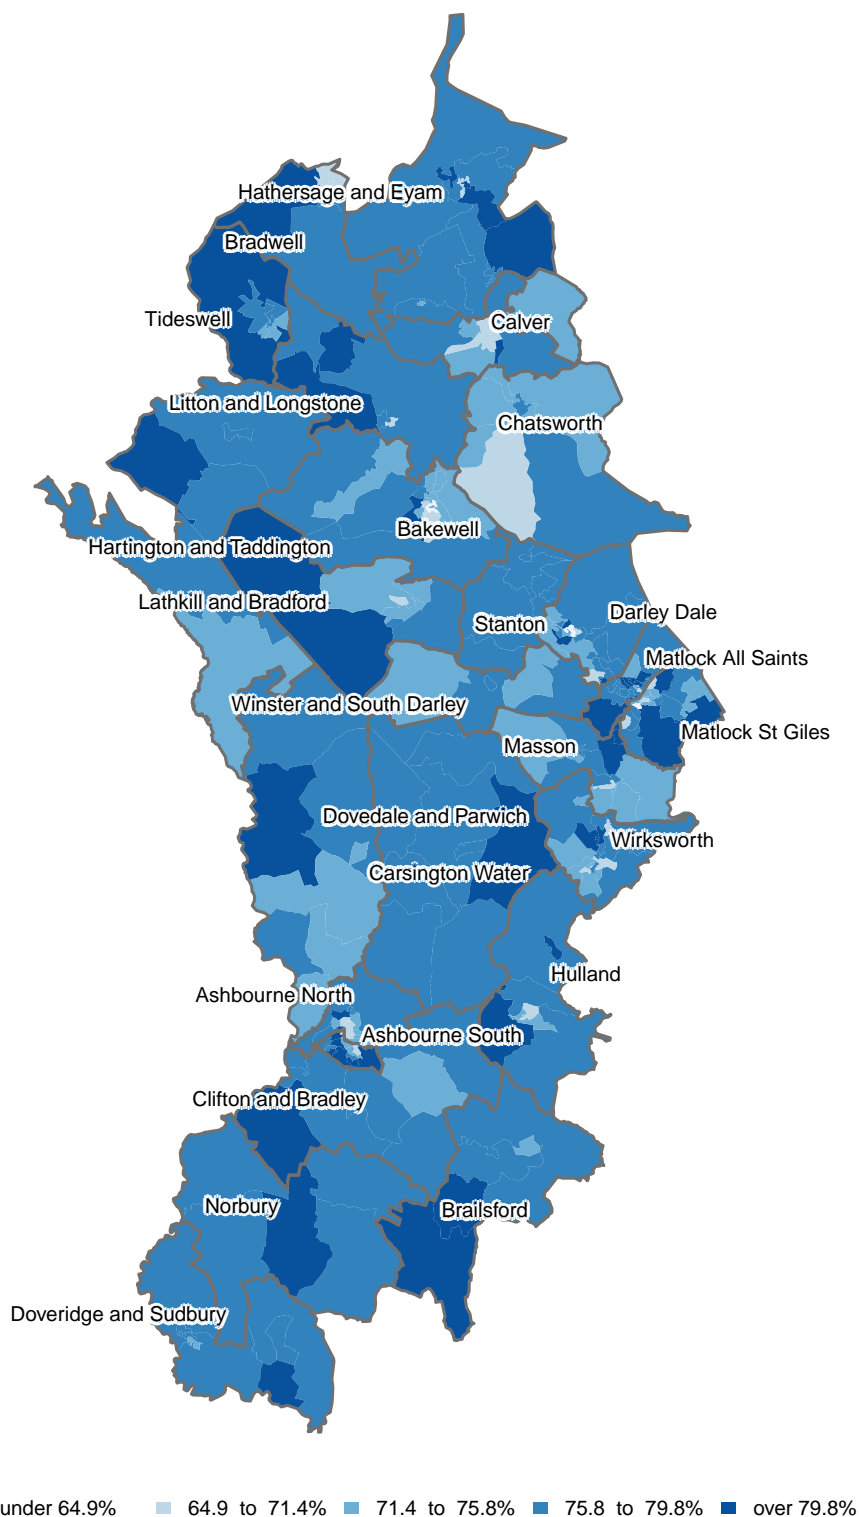 Hathersage and Eyam
Bradwell
Tideswell
Calver
Litton and Longstone
Chatsworth
Bakewell
Hartington and Taddington
Lathkill and Bradford
Darley Dale
Stanton
Matlock All Saints
Winster and South Darley
Matlock St Giles
Masson
Dovedale and Parwich
Wirksworth
Carsington Water
Hulland
Ashbourne North
Ashbourne South
Clifton and Bradley
Norbury
Brailsford
Doveridge and Sudbury
under 64.9% 64.9 to 71.4% 71.4 to 75.8% 75.8 to 79.8% over 79.8%